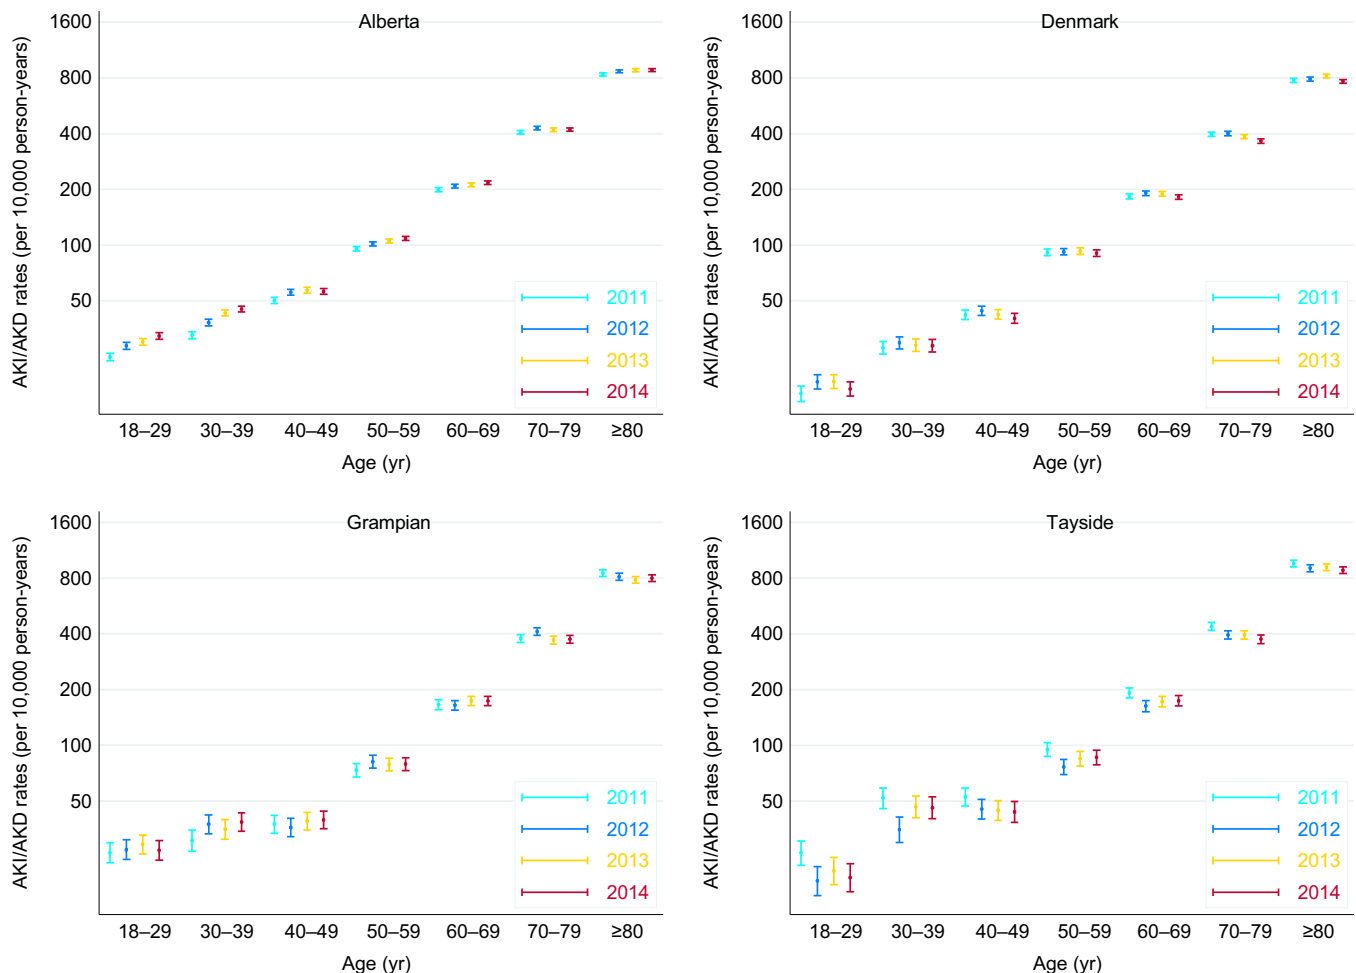 Alberta
AKI/AKD rates (per 10,000 person-years)
1600
800
400
200
100
50
2011
2012
2013
2014
18–29 30–39 40–49 50–59 60–69 70–79 ≥80
Age (yr)
Denmark
AKI/AKD rates (per 10,000 person-years)
1600
800
400
200
100
50
2011
2012
2013
2014
18–29 30–39 40–49 50–59 60–69 70–79 ≥80
Age (yr)
Grampian
AKI/AKD rates (per 10,000 person-years)
1600
800
400
200
100
50
2011
2012
2013
2014
18–29 30–39 40–49 50–59 60–69 70–79 ≥80
Age (yr)
Tayside
AKI/AKD rates (per 10,000 person-years)
1600
800
400
200
100
50
2011
2012
2013
2014
18–29 30–39 40–49 50–59 60–69 70–79 ≥80
Age (yr)